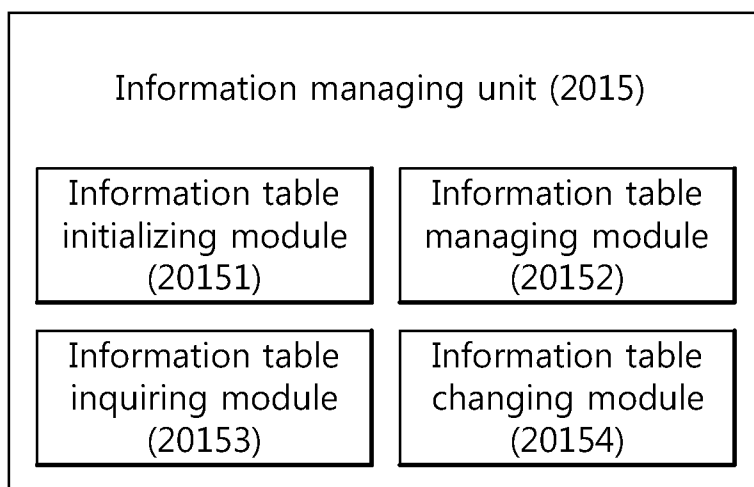 Information managing unit (2015)
Information table
initializing module
(20151)
Information table
managing module
(20152)
Information table
inquiring module
(20153)
Information table
changing module
(20154)